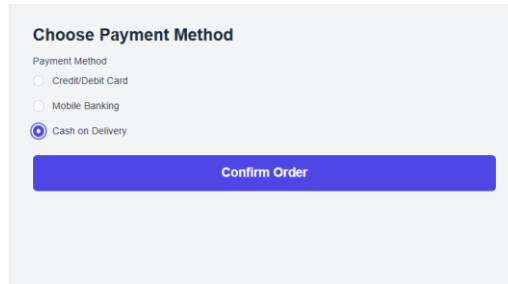 Choose Payment Method
Payment Method
Credit/Debit Card
Mobile Banking
Cash on Delivery
Confirm Order